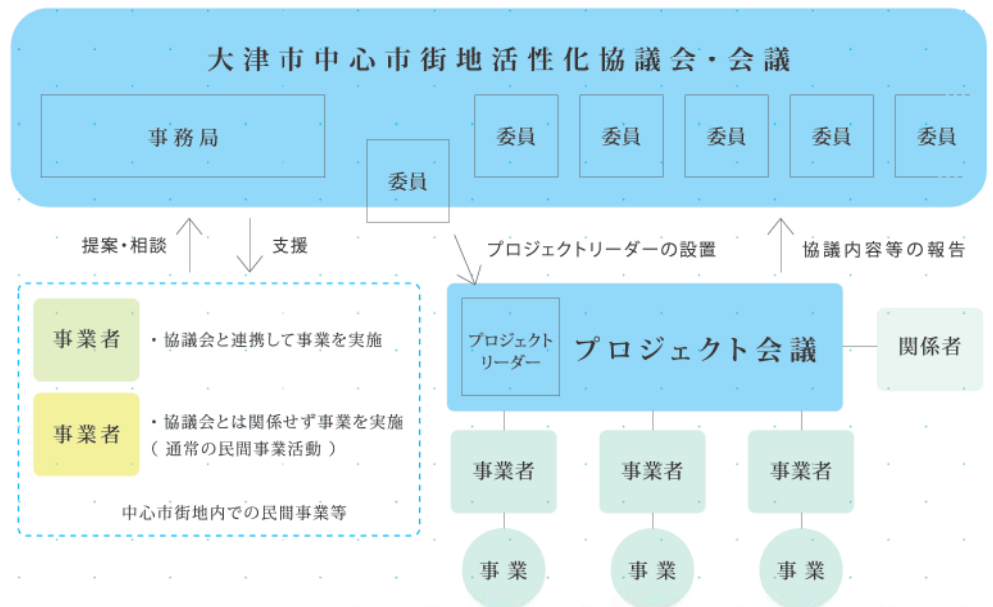 大津市中心市街地活性化協議会・会議
事務局
委員
委員
委員
委員
委員
委員
提案・相談
支援
プロジェクトリーダーの設置
協議内容等の報告
事業者
・協議会と連携して事業を実施
事業者
・協議会とは関係せず事業を実施
( 通常の民間事業活動 )
中心市街地内での民間事業等
プロジェクト
リーダー
プロジェクト会議
関係者
事業者
事業者
事業者
事業
事業
事業